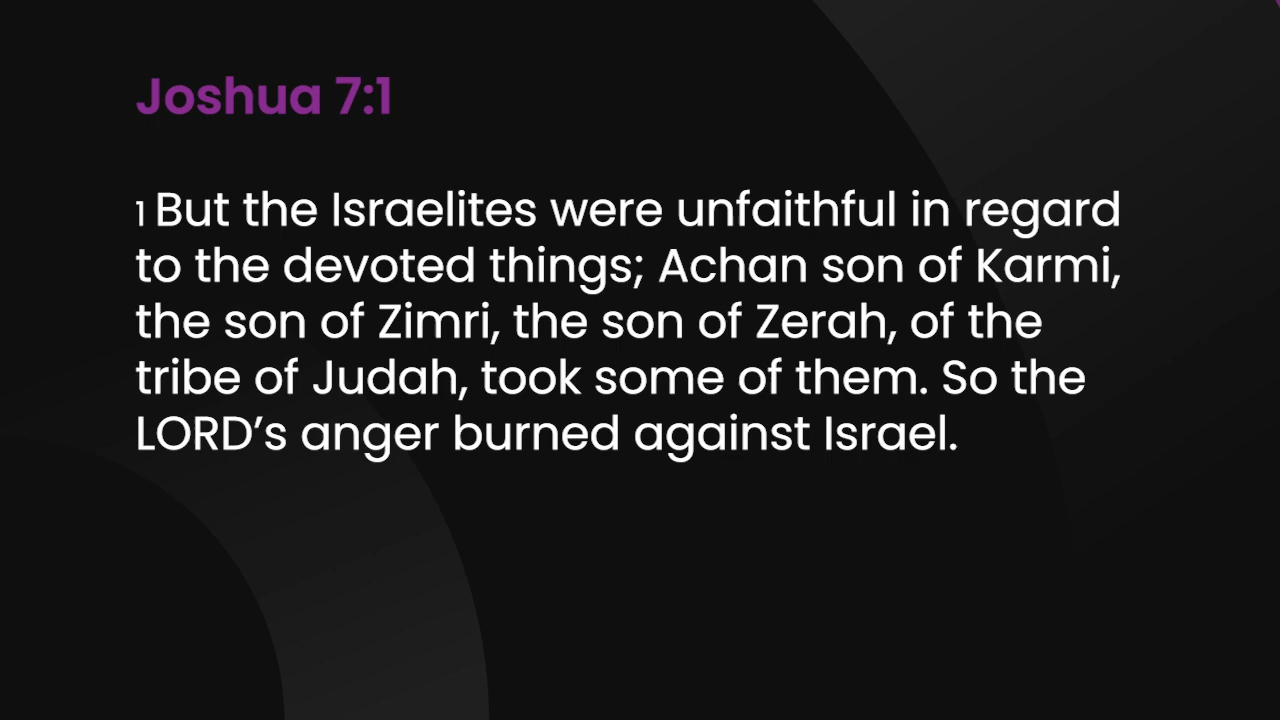 Joshua 7:1
1 But the Israelites were unfaithful in regard
to the devoted things; Achan son of Karmi,
the son of Zimri, the son of Zerah, of the
tribe of Judah, took some of them. So the
LORD’s anger burned against Israel.